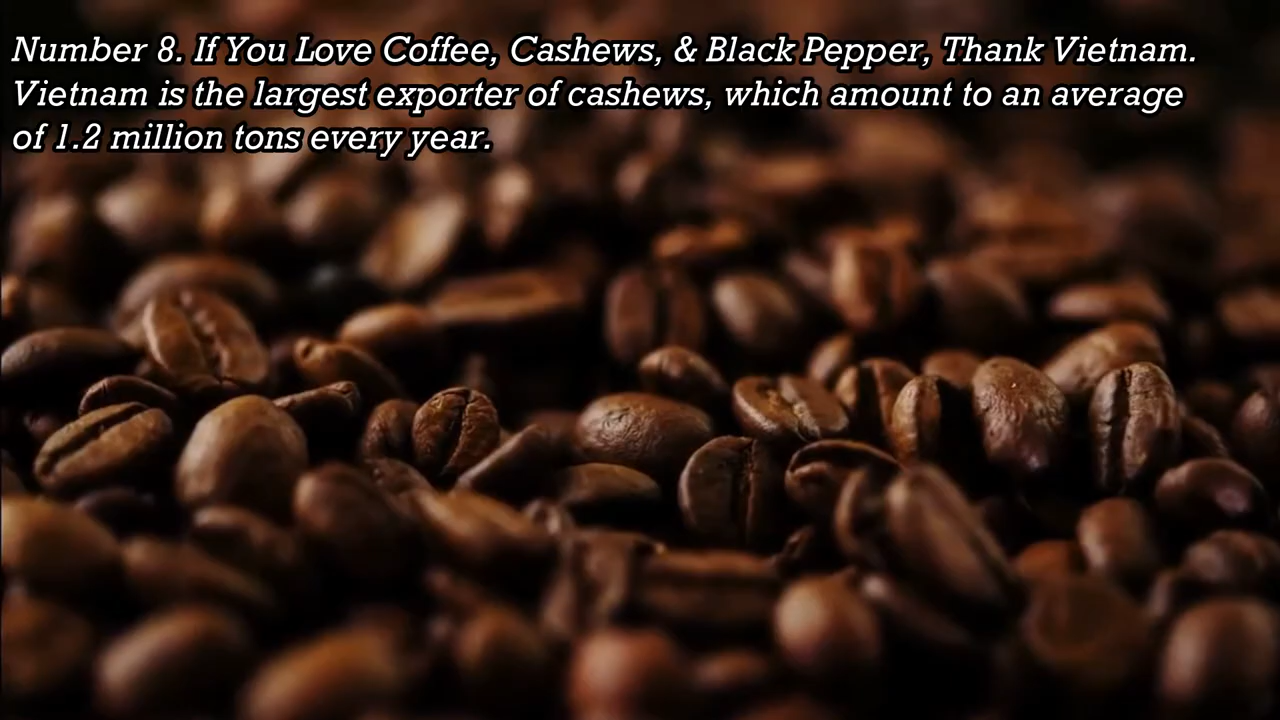 Number 8. If You Love Coffee, Cashews, & Black Pepper, Thank Vietnam.
Vietnam is the largest exporter of cashews, which amount to an average
of 1.2 million tons every year.